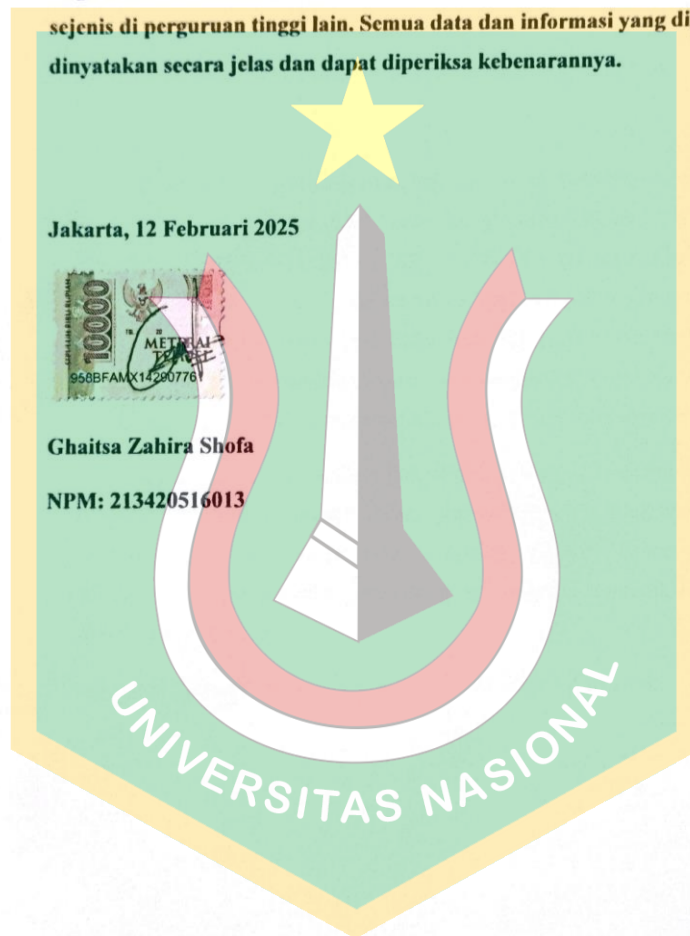 sejenis di perguruan tinggi lain. Semua data dan informasi yang di
dinyatakan secara jelas dan dapat diperiksa kebenarannya.
Jakarta, 12 Februari 2025
10000
METERAI
TEMPEL
958BFAMX142907761
Ghaitsa Zahira Shofa
NPM: 213420516013
UNIVERSITAS NASIONAL